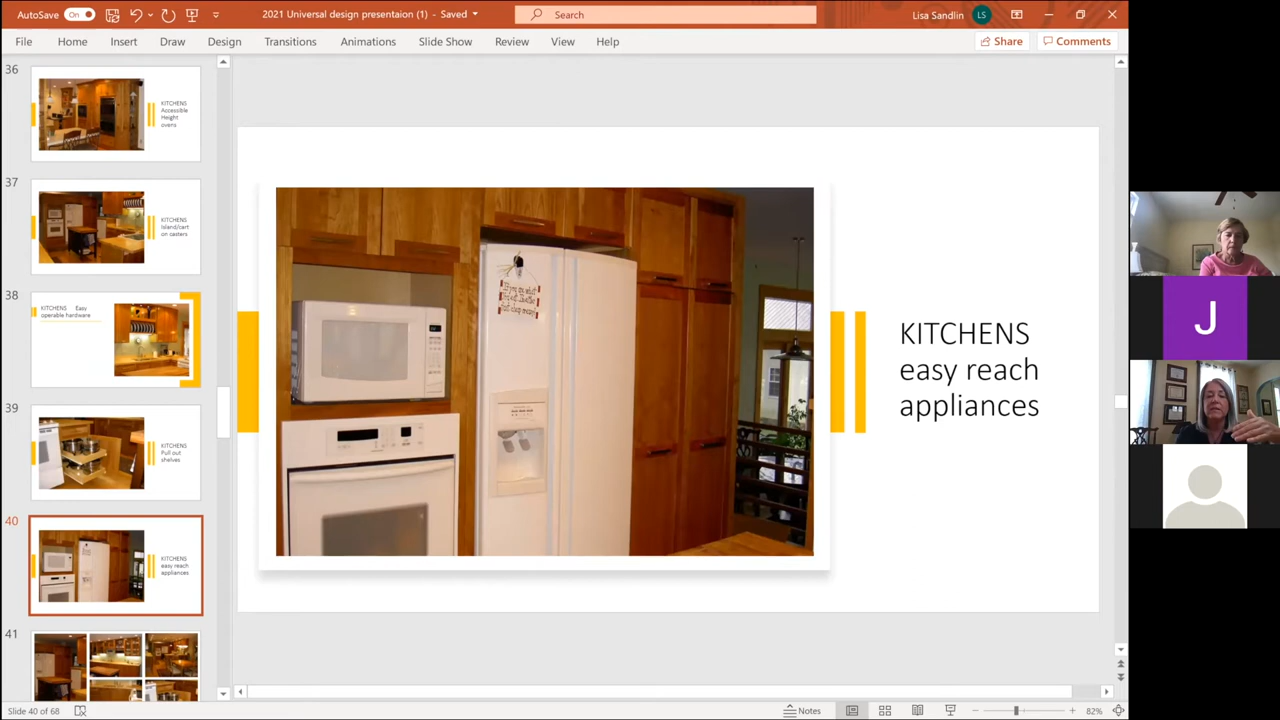 AutoSave On 2021 Universal design presentaion (1) - Saved Search Lisa Sandlin LS
File Home Insert Draw Design Transitions Animations Slide Show Review View Help Share Comments
36
KITCHENS
Accessible
Height
ovens
37
KITCHENS
Island/cart
on casters
38
KITCHENS Easy
operable hardware
39
KITCHENS
Pull out
shelves
40
KITCHENS
easy reach
appliances
41
KITCHENS
easy reach
appliances
J
Slide 40 of 68 Notes 82%